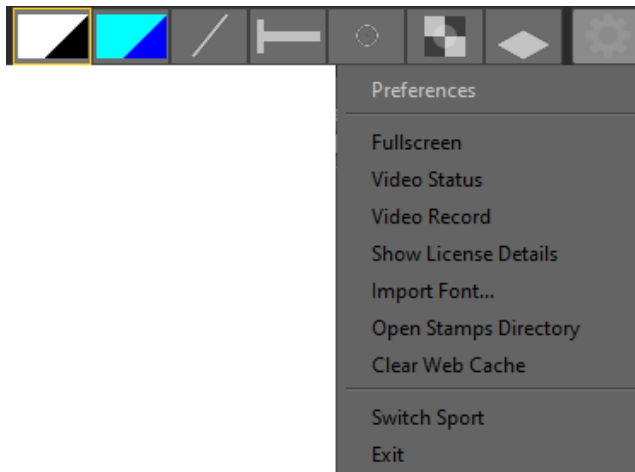 Preferences
Fullscreen
Video Status
Video Record
Show License Details
Import Font...
Open Stamps Directory
Clear Web Cache
Switch Sport
Exit